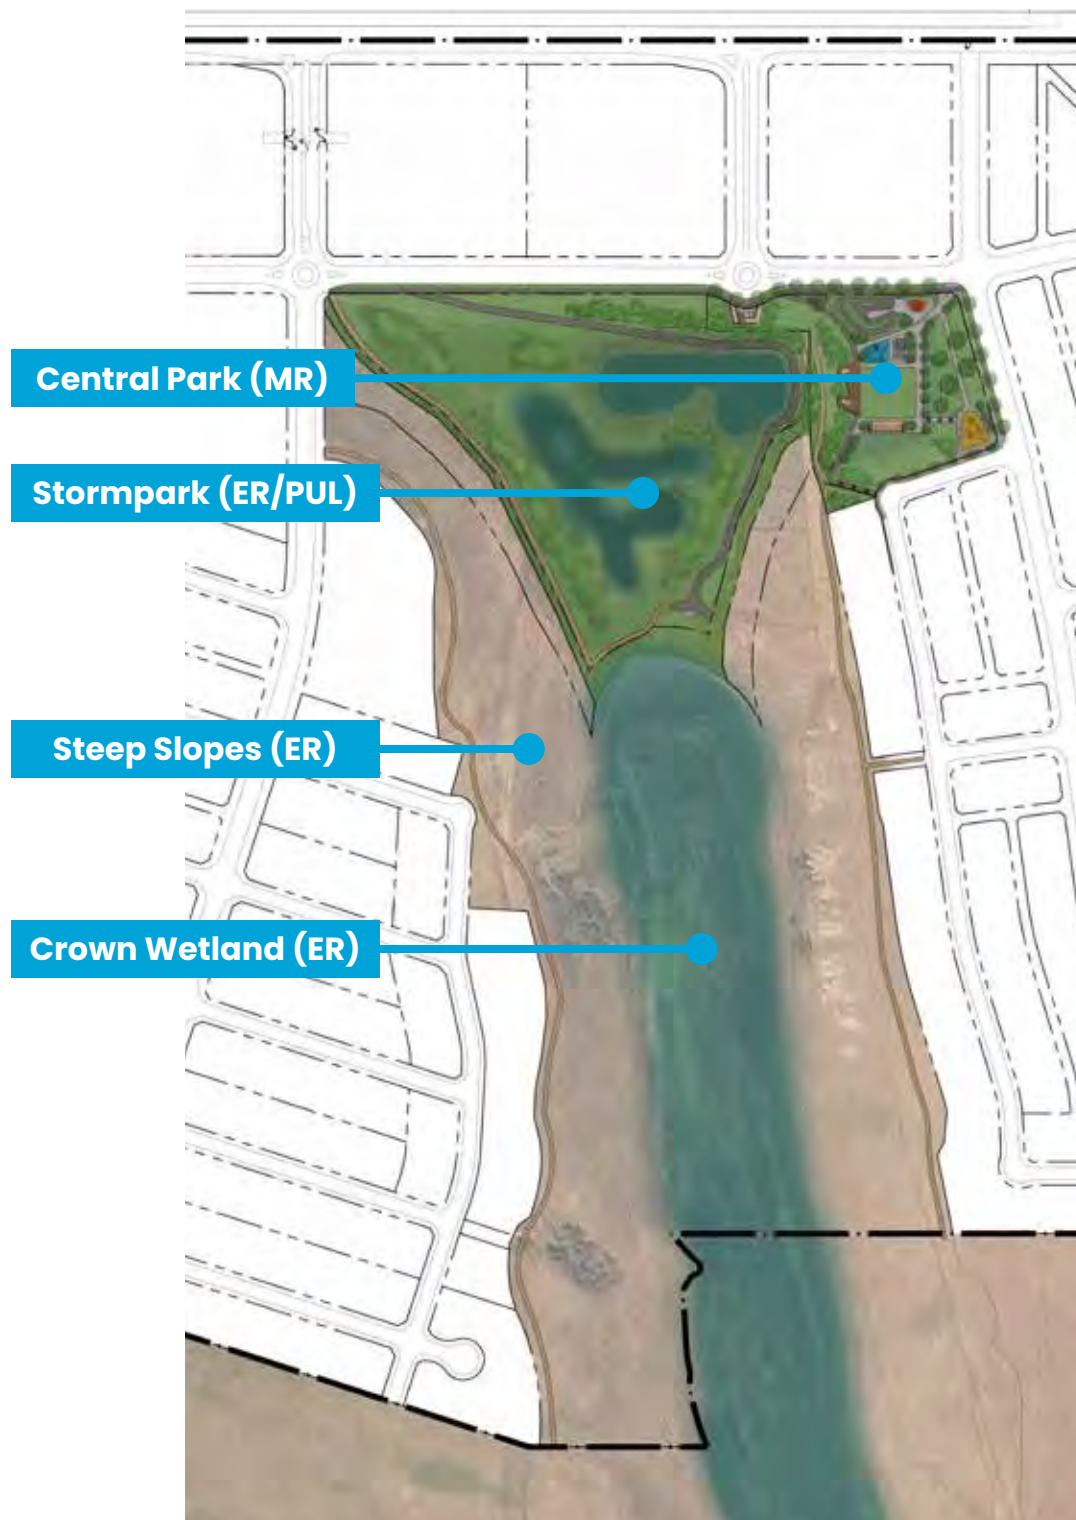 Central Park (MR)
Stormpark (ER/PUL)
Steep Slopes (ER)
Crown Wetland (ER)